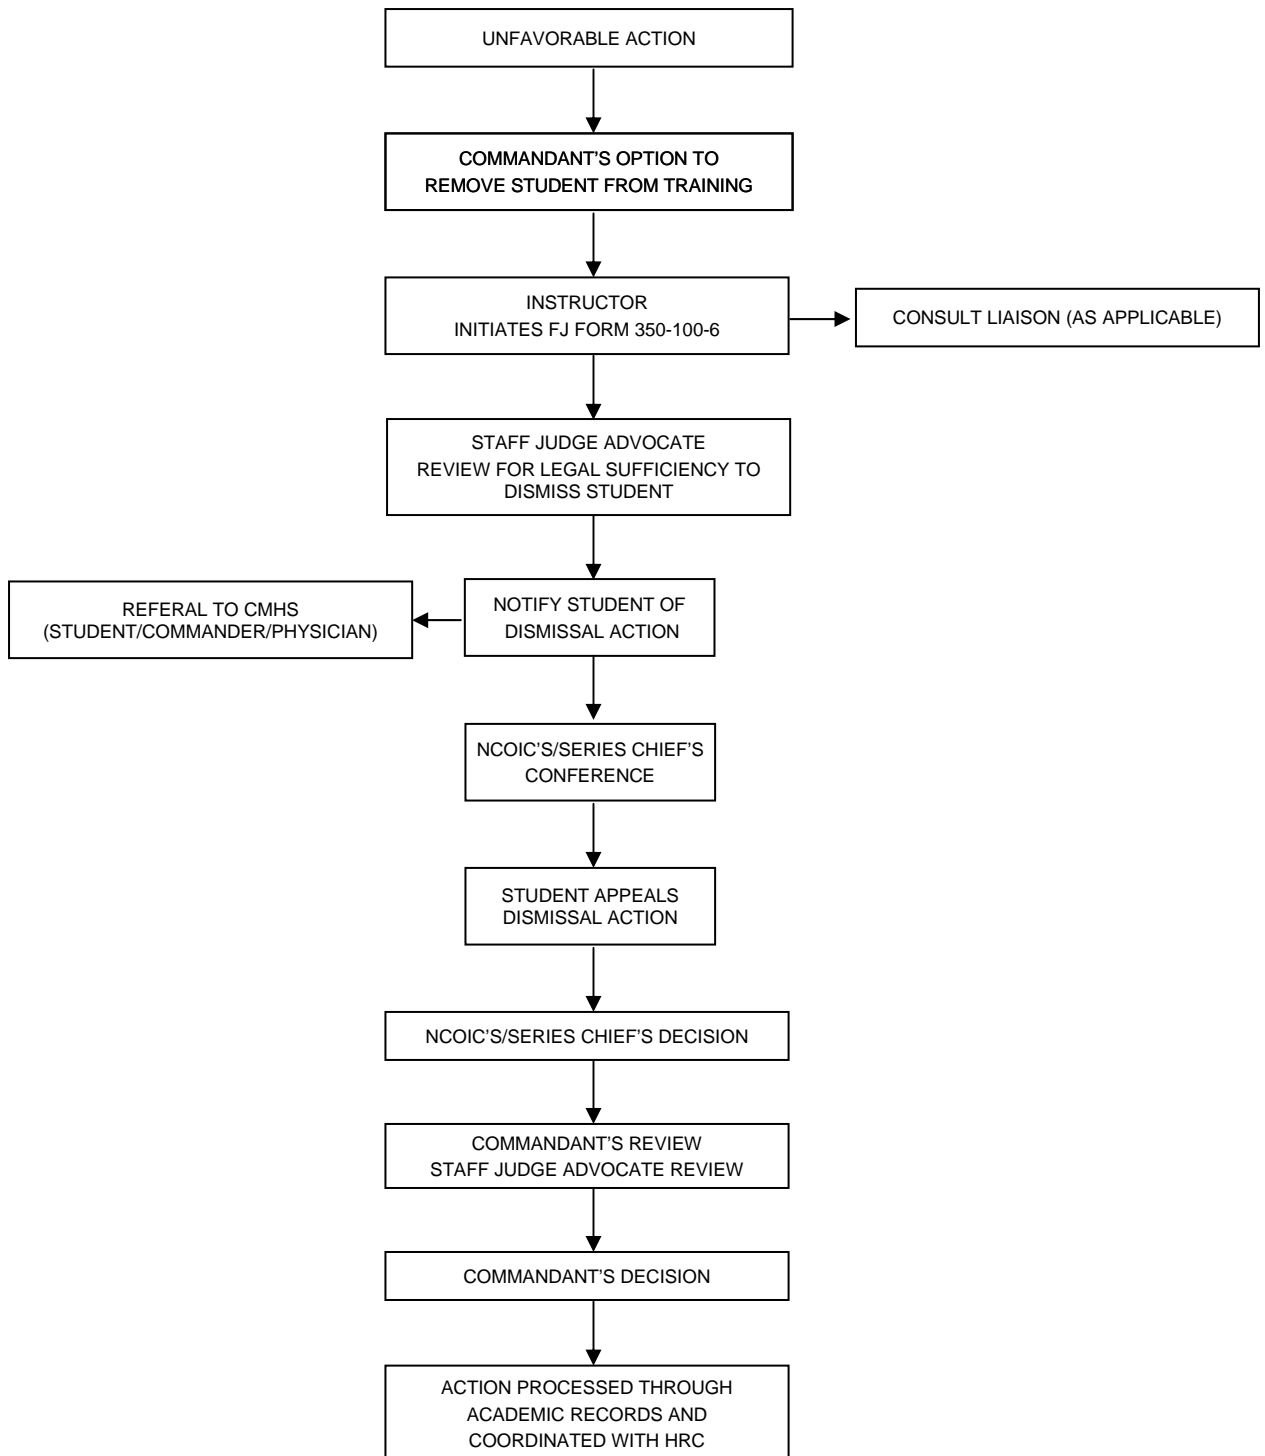 UNFAVORABLE ACTION
COMMANDANT'S OPTION TO
REMOVE STUDENT FROM TRAINING
INSTRUCTOR
INITIATES FJ FORM 350-100-6
CONSULT LIAISON (AS APPLICABLE)
STAFF JUDGE ADVOCATE
REVIEW FOR LEGAL SUFFICIENCY TO
DISMISS STUDENT
REFERAL TO CMHS
(STUDENT/COMMANDER/PHYSICIAN)
NOTIFY STUDENT OF
DISMISSAL ACTION
NCOIC'S/SERIES CHIEF'S
CONFERENCE
STUDENT APPEALS
DISMISSAL ACTION
NCOIC'S/SERIES CHIEF'S DECISION
COMMANDANT'S REVIEW
STAFF JUDGE ADVOCATE REVIEW
COMMANDANT'S DECISION
ACTION PROCESSED THROUGH
ACADEMIC RECORDS AND
COORDINATED WITH HRC